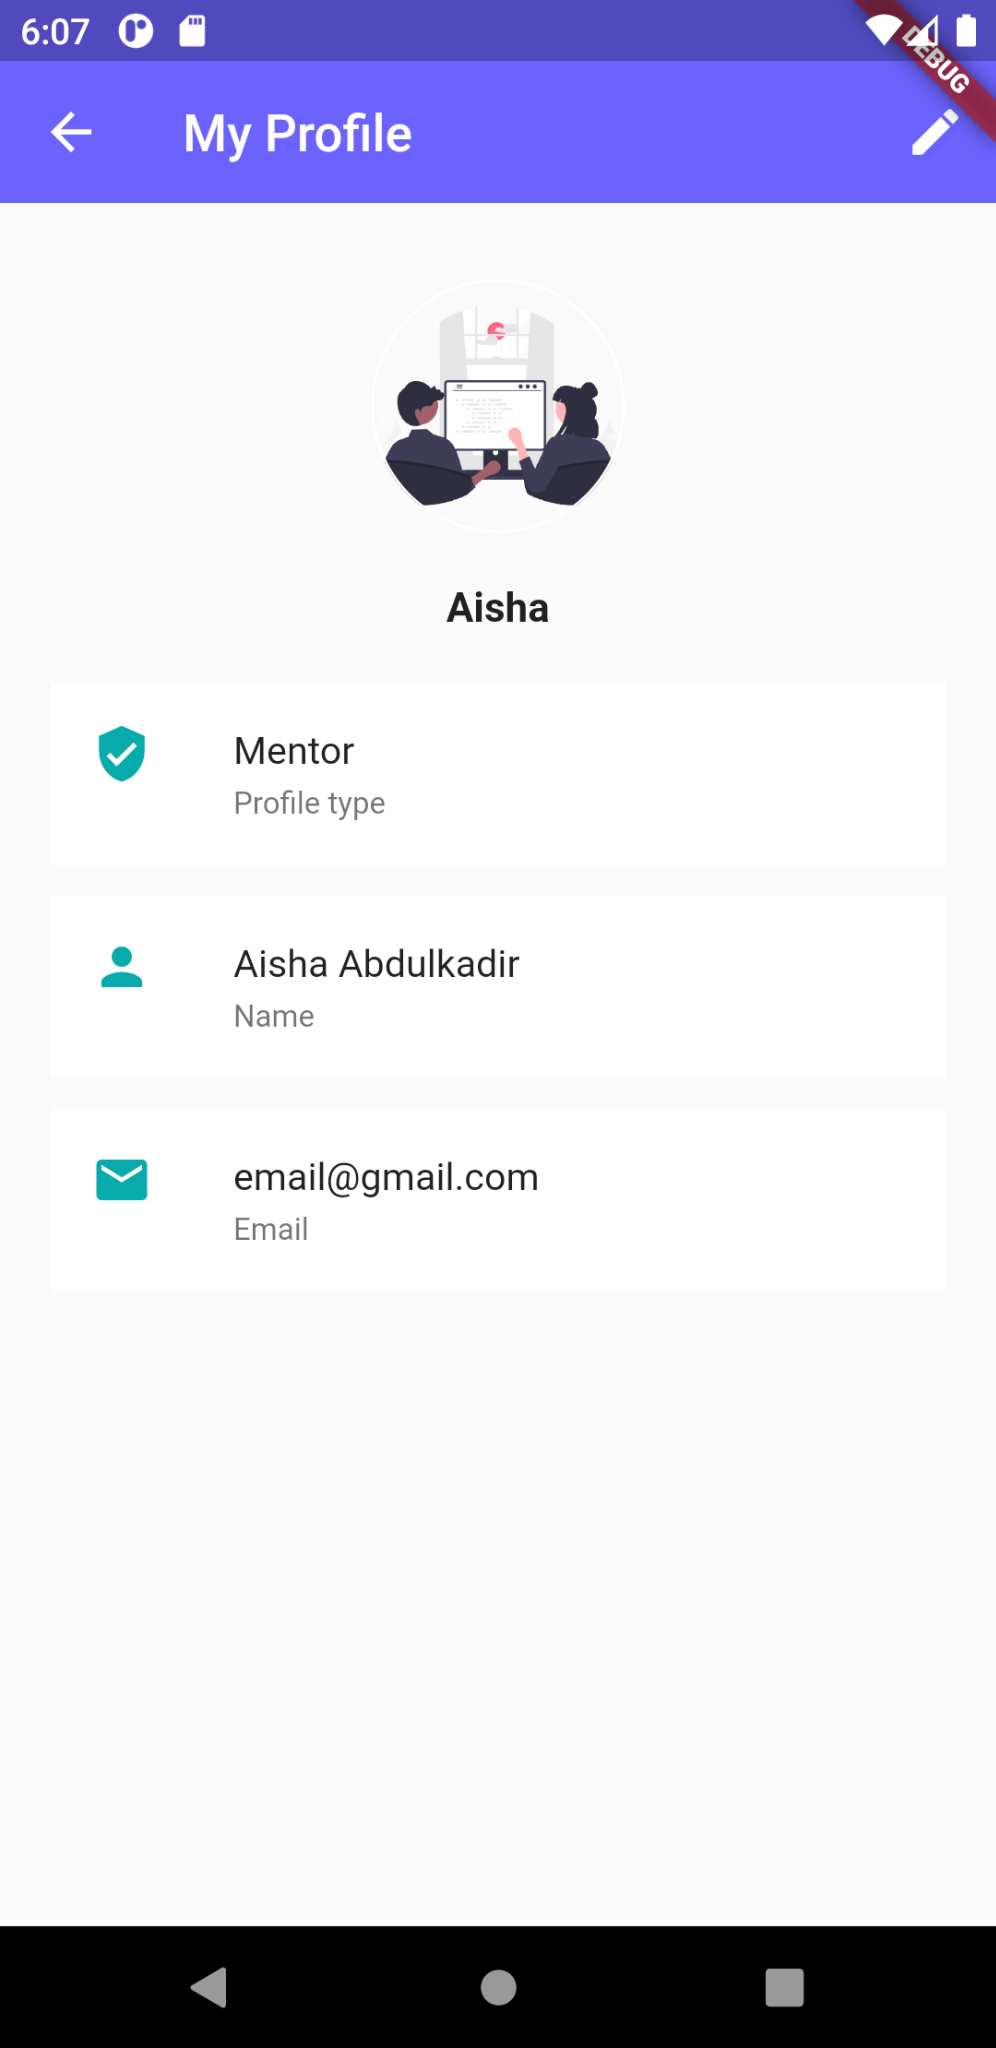 6:07
DEBUG
My Profile
Aisha
Mentor
Profile type
Aisha Abdulkadir
Name
email@gmail.com
Email